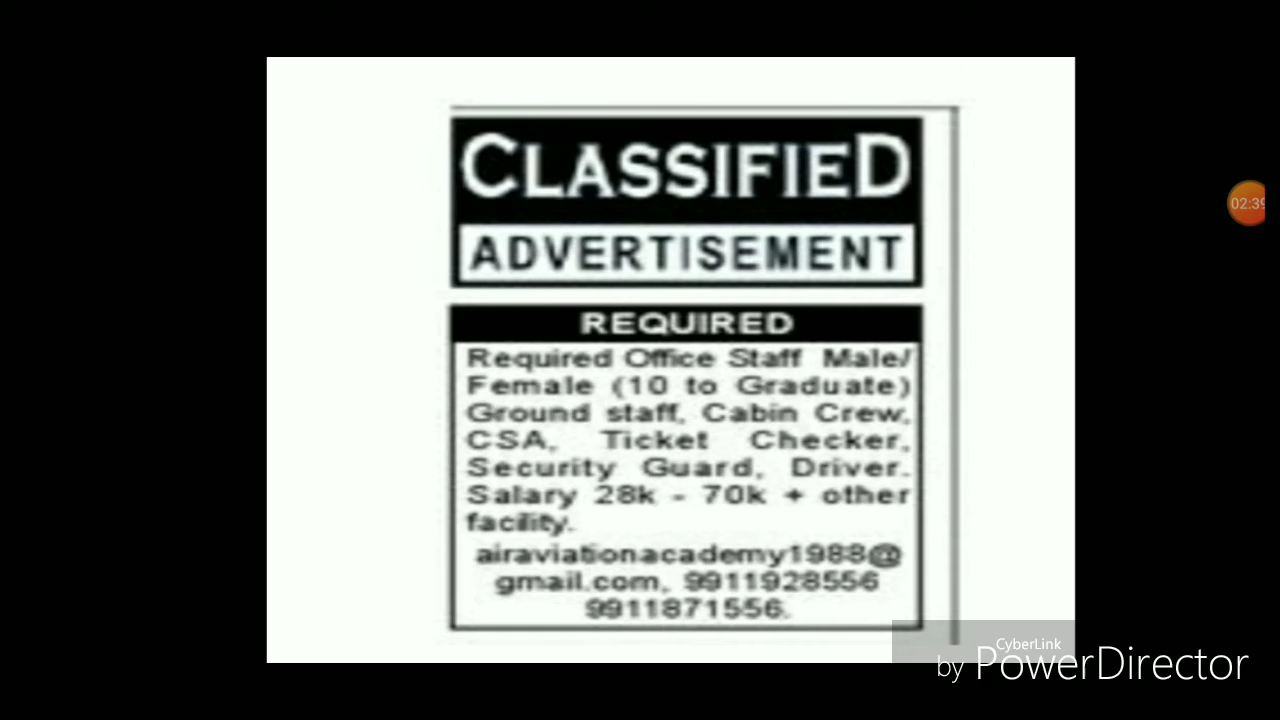 CLASSIFIED
ADVERTISEMENT
REQUIRED
Required Office Staff Male/
Female (10 to Graduate)
Ground staff, Cabin Crew,
CSA, Ticket Checker,
Security Guard, Driver.
Salary 28k - 70k + other
facility.
airaviationacademy1988@
gmail.com, 9911928556
9911871556.
02:39
CyberLink
by PowerDirector